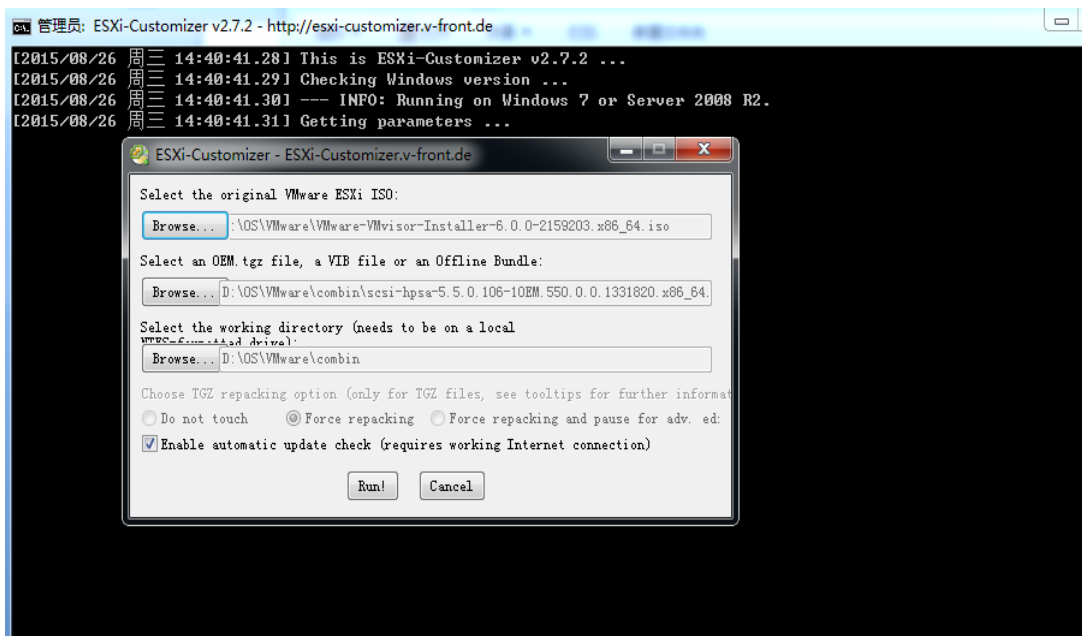 管理员: ESXi-Customizer v2.7.2 - http://esxi-customizer.v-front.de
[2015/08/26 周三 14:40:41.28] This is ESXi-Customizer v2.7.2 ...
[2015/08/26 周三 14:40:41.29] Checking Windows version ...
[2015/08/26 周三 14:40:41.30] --- INFO: Running on Windows 7 or Server 2008 R2.
[2015/08/26 周三 14:40:41.31] Getting parameters ...
ESXi-Customizer - ESXi-Customizer.v-front.de
Select the original VMware ESXi ISO:
Browse... :\OS\VMware\VMware-VMvisor-Installer-6.0.0-2159203.x86_64.iso
Select an OEM.tgz file, a VIB file or an Offline Bundle:
Browse... D:\OS\VMware\combin\scsi-hpsa-5.5.0.106-1OEM.550.0.0.1331820.x86_64.
Select the working directory (needs to be on a local
NTFS-formatted drive):
Browse... D:\OS\VMware\combin
Choose TGZ repacking option (only for TGZ files, see tooltips for further informat
Do not touch Force repacking Force repacking and pause for adv. ed:
Enable automatic update check (requires working Internet connection)
Run! Cancel